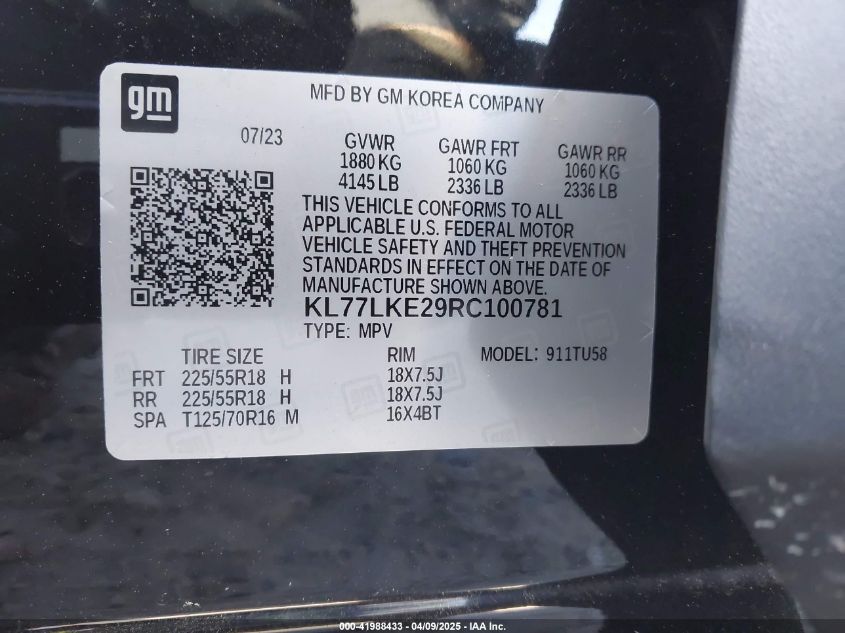 gm
MFD BY GM KOREA COMPANY
07/23
GVWR
1880 KG
4145 LB
GAWR FRT
1060 KG
2336 LB
GAWR RR
1060 KG
2336 LB
THIS VEHICLE CONFORMS TO ALL
APPLICABLE U.S. FEDERAL MOTOR
VEHICLE SAFETY AND THEFT PREVENTION
STANDARDS IN EFFECT ON THE DATE OF
MANUFACTURE SHOWN ABOVE.
KL77LKE29RC100781
TYPE: MPV
TIRE SIZE RIM MODEL: 911TU58
FRT 225/55R18 H 18X7.5J
RR 225/55R18 H 18X7.5J
SPA T125/70R16 M 16X4BT
000-41988433 - 04/09/2025 - IAA Inc.